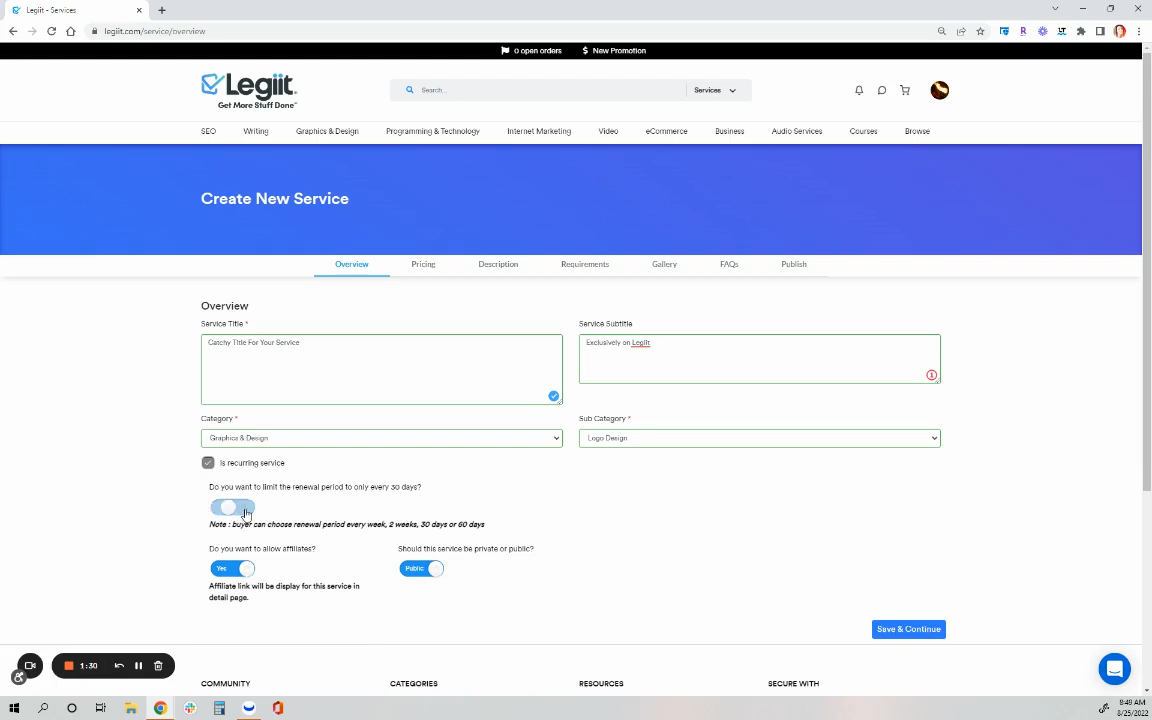 Legiit - Services
legiit.com/service/overview
0 open orders
$ New Promotion
Legiit
Get More Stuff Done™
Search...
Services
SEO
Writing
Graphics & Design
Programming & Technology
Internet Marketing
Video
eCommerce
Business
Audio Services
Courses
Browse
Create New Service
Overview
Pricing
Description
Requirements
Gallery
FAQs
Publish
Overview
Service Title *
Service Subtitle
Catchy Title For Your Service
Exclusively on Legiit
1
Category *
Sub Category *
Graphics & Design
Logo Design
Is recurring service
Do you want to limit the renewal period to only every 30 days?
Note : buyer can choose renewal period every week, 2 weeks, 30 days or 60 days
Do you want to allow affiliates?
Should this service be private or public?
Yes
Public
Affiliate link will be display for this service in
detail page.
Save & Continue
1:30
COMMUNITY
CATEGORIES
RESOURCES
SECURE WITH
8:49 AM
8/25/2022